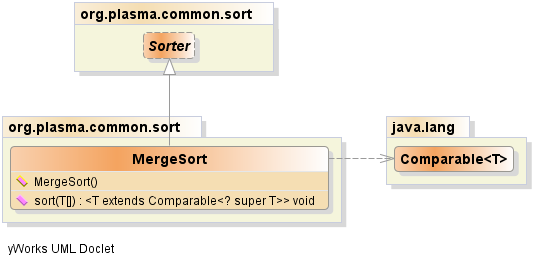 org.plasma.common.sort
Sorter
org.plasma.common.sort
java.lang
MergeSort
Comparable<T>
MergeSort()
sort(T[]) : <T extends Comparable<? super T>> void
yWorks UML Doclet